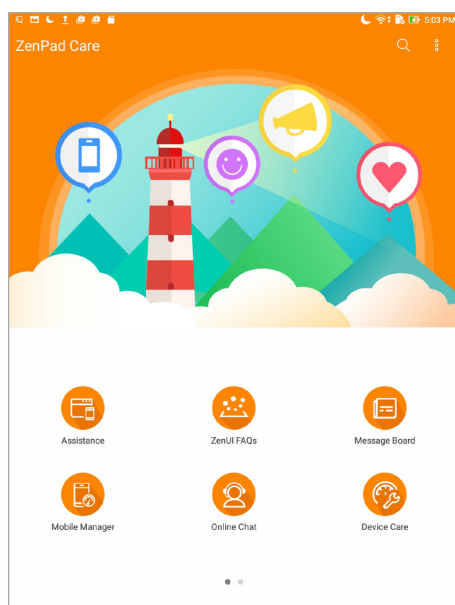 5:03 PM
ZenPad Care
Assistance
ZenUI FAQs
Message Board
Mobile Manager
Online Chat
Device Care